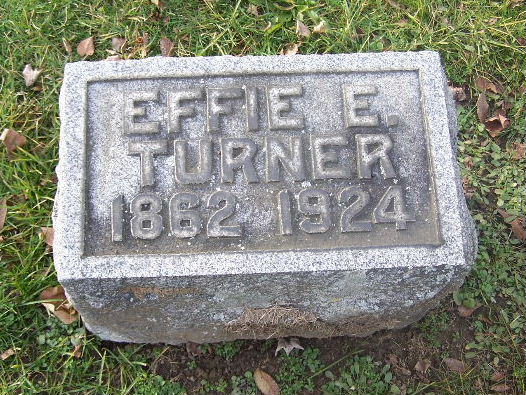 EFFIE E.
TURNER
1862 1924